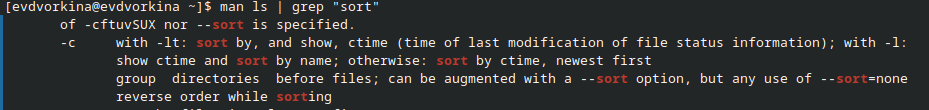 [evdvorkina@evdvorkina ~]$ man ls | grep "sort"
of -cftuvSUX nor --sort is specified.
-c with -lt: sort by, and show, ctime (time of last modification of file status information); with -l:
show ctime and sort by name; otherwise: sort by ctime, newest first
group directories before files; can be augmented with a --sort option, but any use of --sort=none
reverse order while sorting